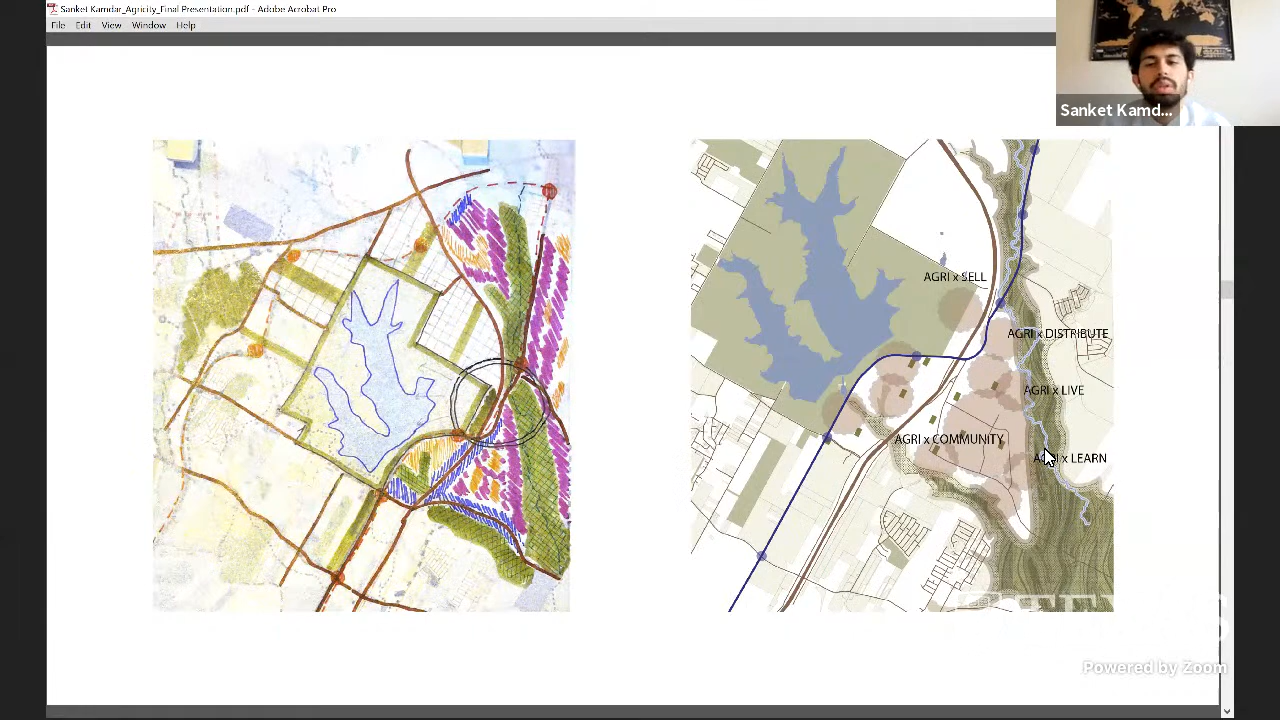 Sanket Kamdar_Agricity_Final Presentation.pdf - Adobe Acrobat Pro
File Edit View Window Help
Sanket Kamd...
AGRI x SELL
AGRI x DISTRIBUTE
AGRI x LIVE
AGRI x COMMUNITY
AGRI x LEARN
Powered by Zoom